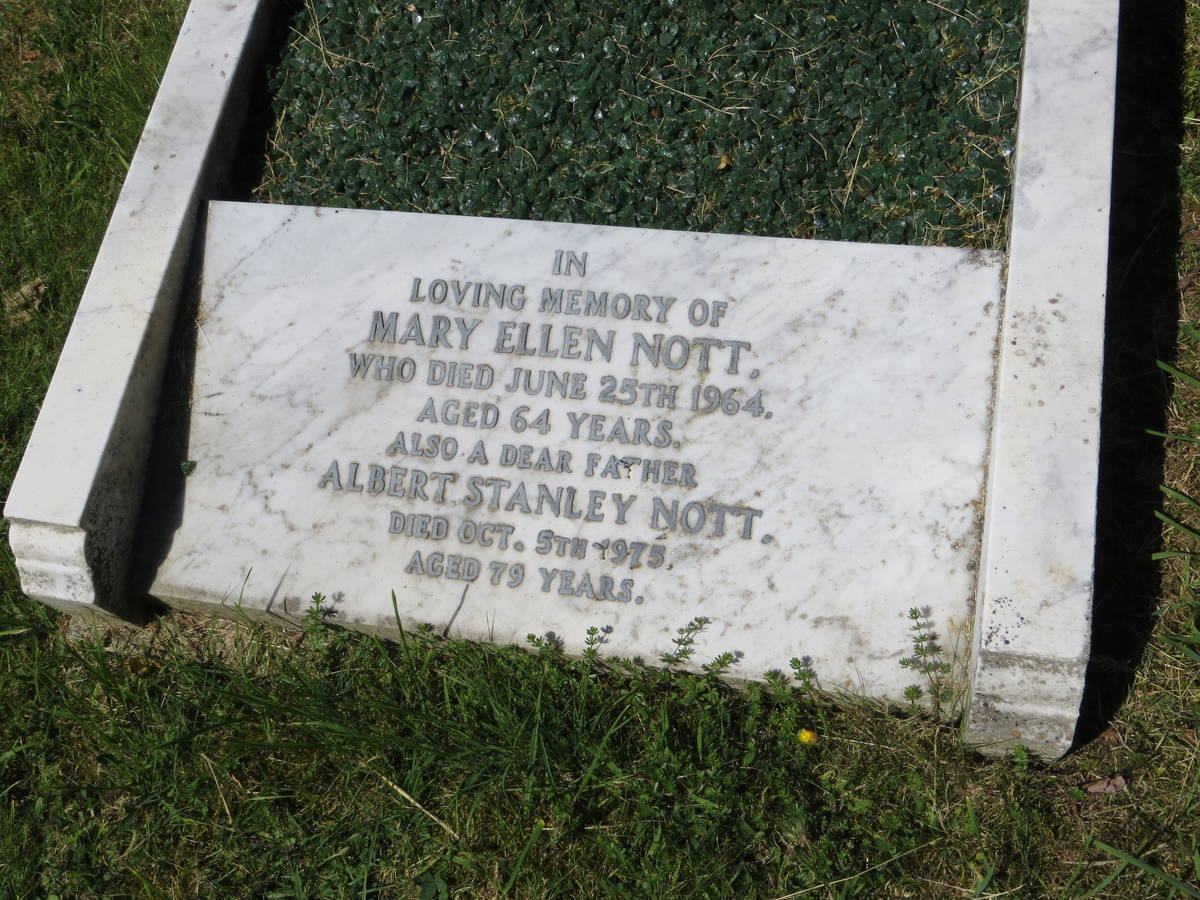 IN
LOVING MEMORY OF
MARY ELLEN NOTT.
WHO DIED JUNE 25TH 1964.
AGED 64 YEARS.
ALSO A DEAR FATHER
ALBERT STANLEY NOTT.
DIED OCT. 5TH 1975.
AGED 79 YEARS.